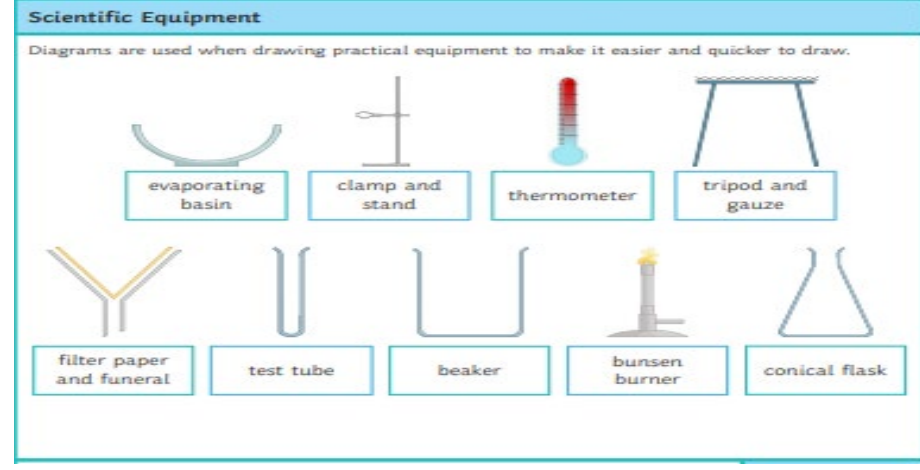 Scientific Equipment
Diagrams are used when drawing practical equipment to make it easier and quicker to draw.
evaporating
basin
clamp and
stand
thermometer
tripod and
gauze
filter paper
and funeral
test tube
beaker
bunsen
burner
conical flask